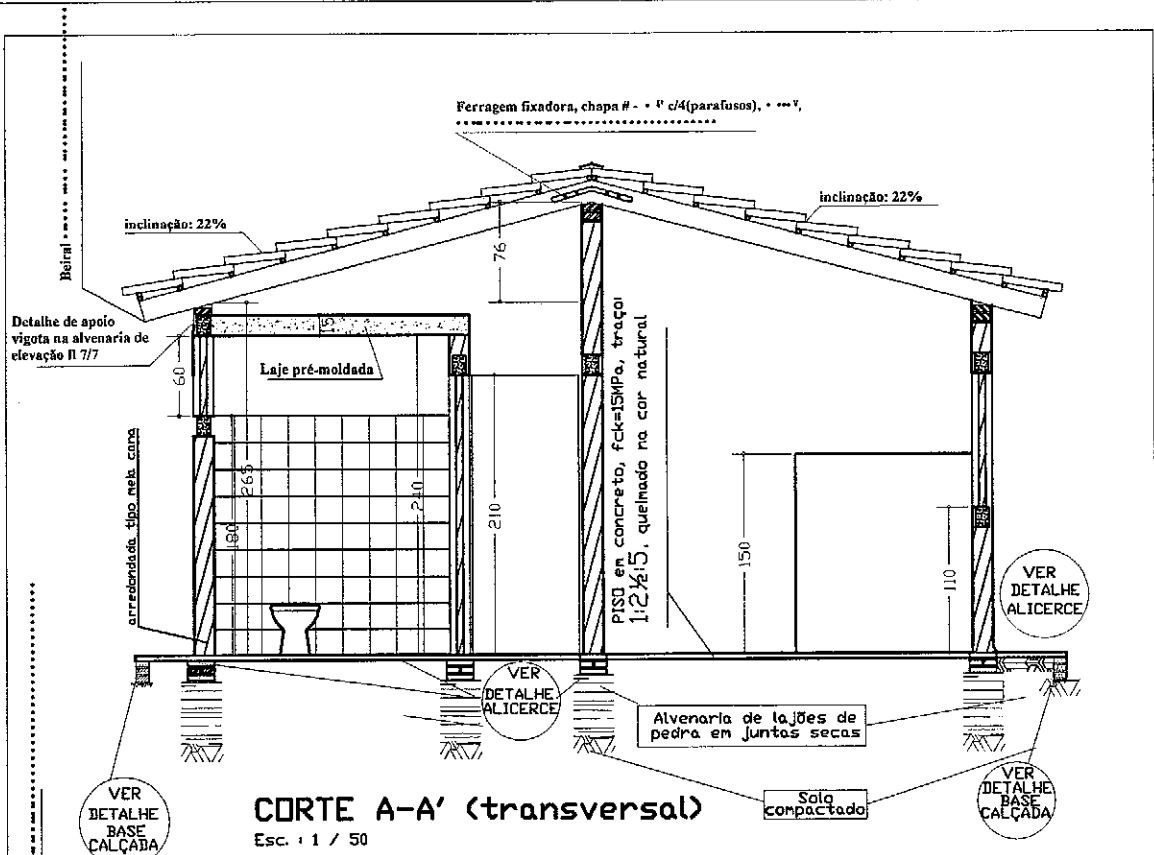 Ferragem fixadora, chapa # c/4(parafusos),
inclinação: 22%
inclinação: 22%
Beiral
76
Detalhe de apoio
vigota na alvenaria de
elevação fl 7/7
15
Laje pré-moldada
60
arredondada tipo meia cana
180
265
240
210
PISO em concreto, fck=15MPa, traço:
1:2½:5, queimado na cor natural
150
110
VER
DETALHE
ALICERCE
VER
DETALHE
ALICERCE
Alvenaria de lajões de
pedra em juntas secas
VER
DETALHE
BASE
CALÇADA
CORTE A-A' (transversal)
Esc. : 1 / 50
Solo
compactado
VER
DETALHE
BASE
CALÇADA